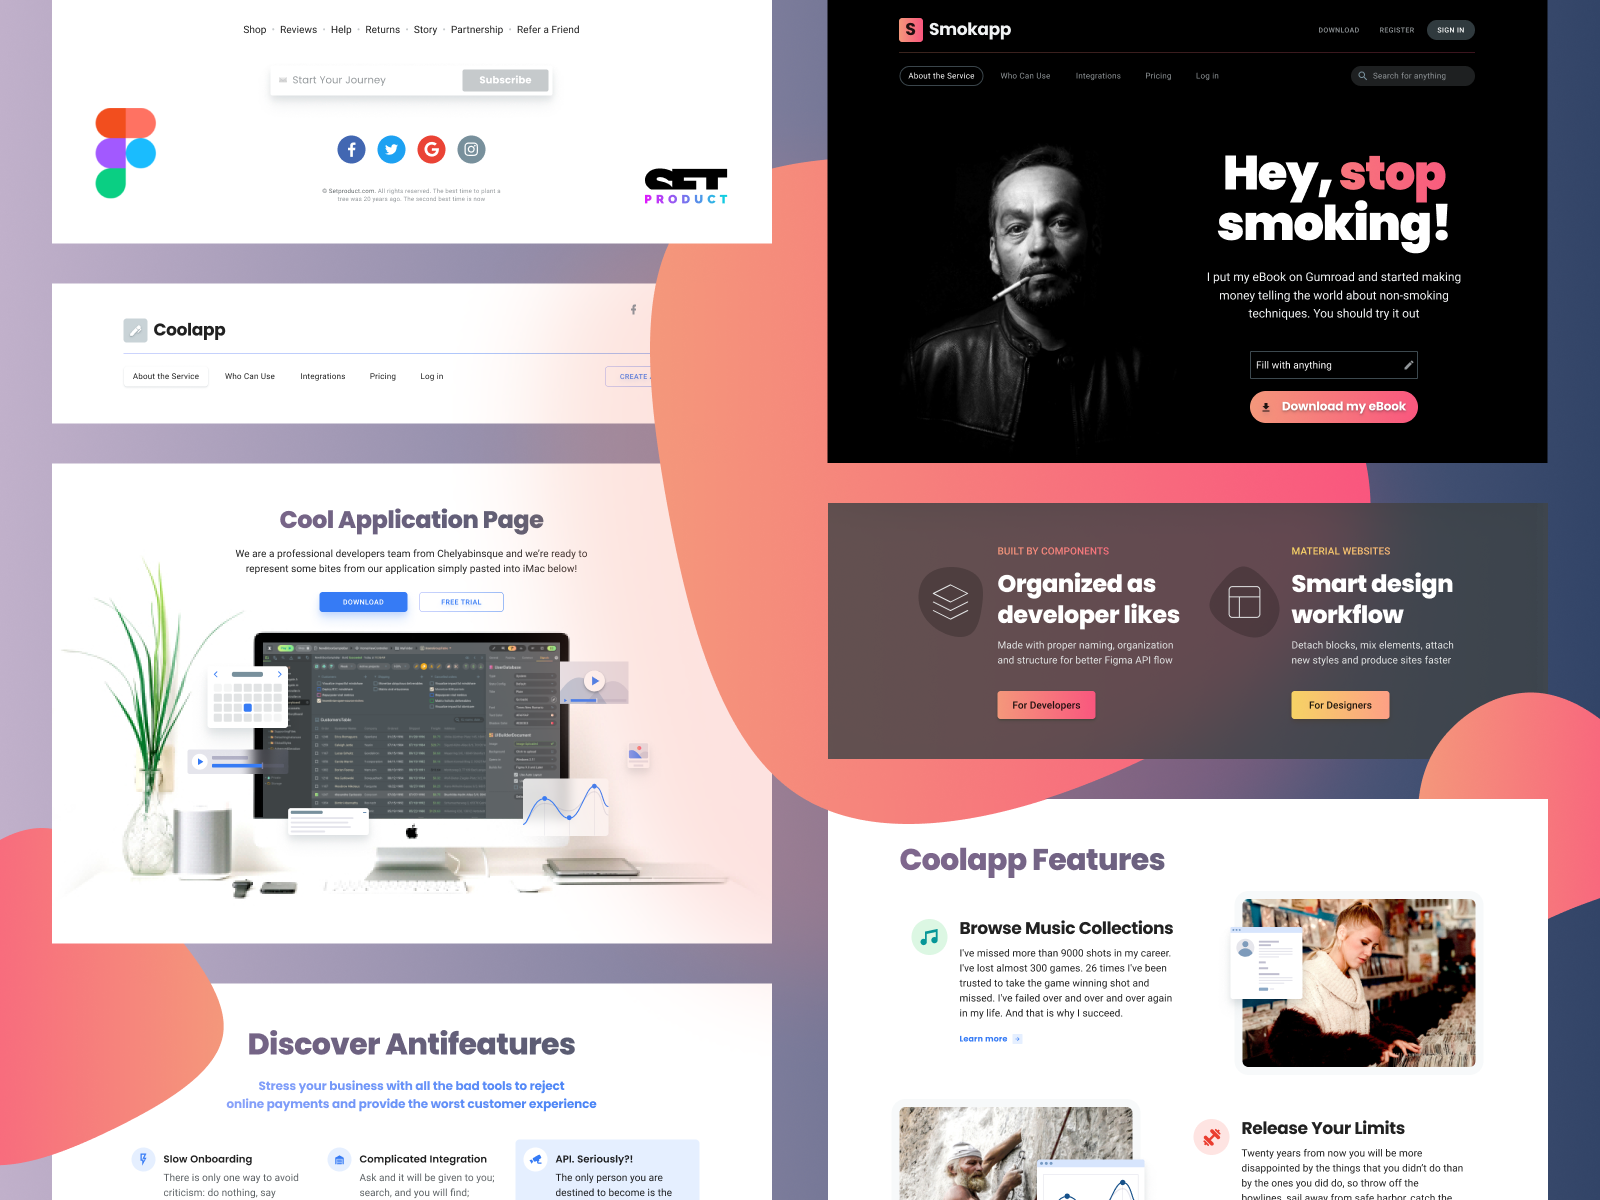 Shop • Reviews • Help • Returns • Story • Partnership • Refer a Friend
Start Your Journey
Subscribe
© Setproduct.com. All rights reserved. The best time to plant a
tree was 20 years ago. The second best time is now
SET
PRODUCT
Coolapp
About the Service
Who Can Use
Integrations
Pricing
Log in
CREATE
Cool Application Page
We are a professional developers team from Chelyabinsque and we're ready to
represent some bites from our application simply pasted into iMac below!
DOWNLOAD
FREE TRIAL
Discover Antifeatures
Stress your business with all the bad tools to reject
online payments and provide the worst customer experience
Slow Onboarding
There is only one way to avoid
criticism: do nothing, say
Complicated Integration
Ask and it will be given to you;
search, and you will find;
API. Seriously?!
The only person you are
destined to become is the
S Smokapp
DOWNLOAD
REGISTER
SIGN IN
About the Service
Who Can Use
Integrations
Pricing
Log in
Search for anything
Hey, stop
smoking!
I put my eBook on Gumroad and started making
money telling the world about non-smoking
techniques. You should try it out
Fill with anything
Download my eBook
BUILT BY COMPONENTS
Organized as
developer likes
Made with proper naming, organization
and structure for better Figma API flow
For Developers
MATERIAL WEBSITES
Smart design
workflow
Detach blocks, mix elements, attach
new styles and produce sites faster
For Designers
Coolapp Features
Browse Music Collections
I've missed more than 9000 shots in my career.
I've lost almost 300 games. 26 times I've been
trusted to take the game winning shot and
missed. I've failed over and over and over again
in my life. And that is why I succeed.
Learn more
Release Your Limits
Twenty years from now you will be more
disappointed by the things that you didn't do than
by the ones you did do, so throw off the
bowlines, sail away from safe harbor, catch the